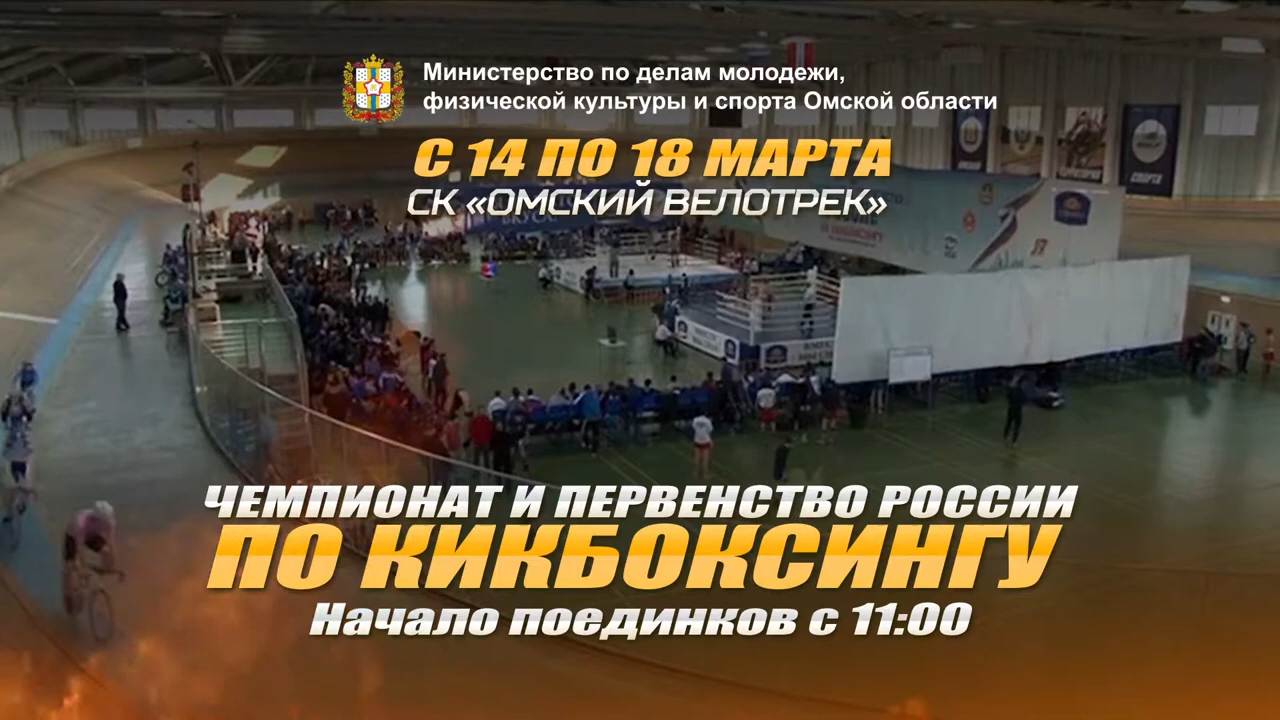 Министерство по делам молодежи,
физической культуры и спорта Омской области
С 14 ПО 18 МАРТА
СК «ОМСКИЙ ВЕЛОТРЕК»
ЧЕМПИОНАТ И ПЕРВЕНСТВО РОССИИ
ПО КИКБОКСИНГУ
Начало поединков с 11:00